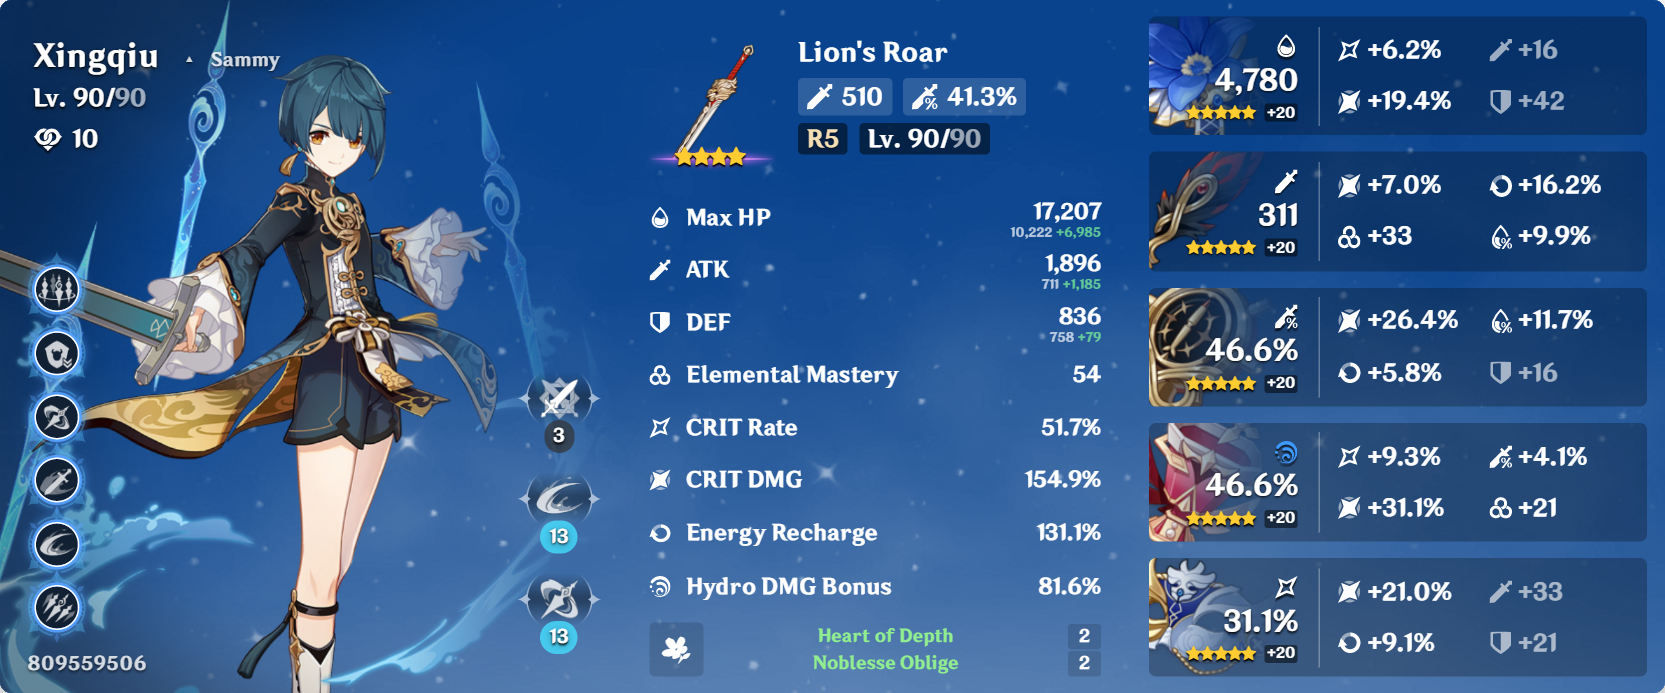 Xingqiu ▲ Sammy
Lv. 90/90
10
3
13
13
809559506
Lion's Roar
510 41.3%
R5 Lv. 90/90
Max HP 17,207
10,222 +6,985
ATK 1,896
711 +1,185
DEF 836
758 +79
Elemental Mastery 54
CRIT Rate 51.7%
CRIT DMG 154.9%
Energy Recharge 131.1%
Hydro DMG Bonus 81.6%
Heart of Depth 2
Noblesse Oblige 2
4,780
+20
+6.2% +16
+19.4% +42
311
+20
+7.0% +16.2%
+33 +9.9%
46.6%
+20
+26.4% +11.7%
+5.8% +16
46.6%
+20
+9.3% +4.1%
+31.1% +21
31.1%
+20
+21.0% +33
+9.1% +21